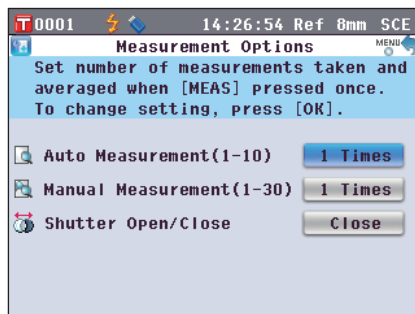 T 0001 14:26:54 Ref 8mm SCE
Measurement Options MENU
Set number of measurements taken and
averaged when [MEAS] pressed once.
To change setting, press [OK].
Auto Measurement(1-10) 1 Times
Manual Measurement(1-30) 1 Times
Shutter Open/Close Close